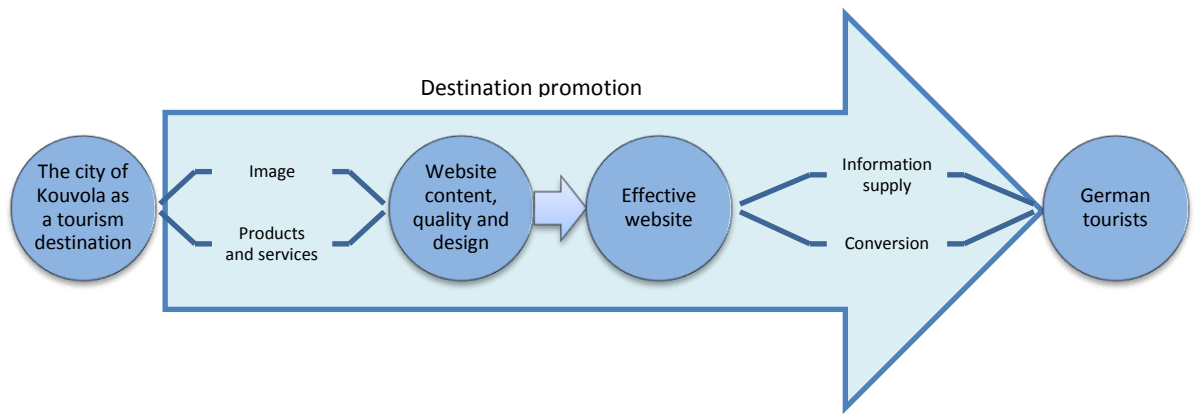 Destination promotion
The city of
Kouvola as
a tourism
destination
Image
Products
and services
Website
content,
quality and
design
Effective
website
Information
supply
Conversion
German
tourists